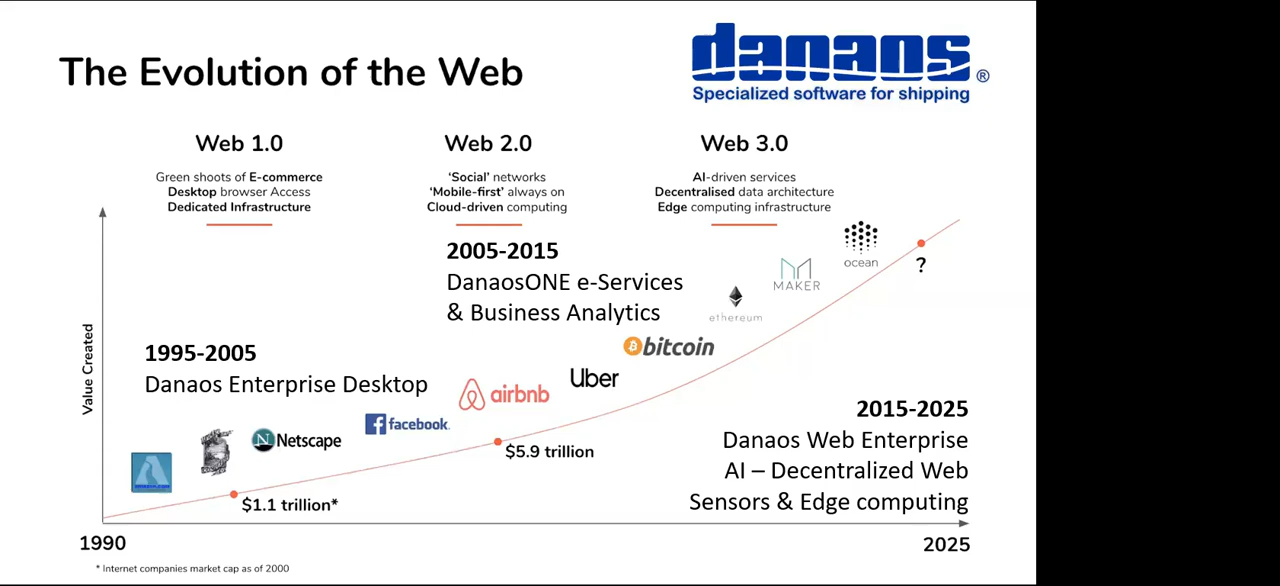 The Evolution of the Web
danaos ®
Specialized software for shipping
Web 1.0
Green shoots of E-commerce
Desktop browser Access
Dedicated Infrastructure
Web 2.0
‘Social’ networks
‘Mobile-first’ always on
Cloud-driven computing
Web 3.0
AI-driven services
Decentralised data architecture
Edge computing infrastructure
2005-2015
DanaosONE e-Services
& Business Analytics
1995-2005
Danaos Enterprise Desktop
2015-2025
Danaos Web Enterprise
AI – Decentralized Web
Sensors & Edge computing
Value Created
N Netscape
f facebook.
airbnb
Uber
bitcoin
ethereum
MAKER
ocean
?
$1.1 trillion*
$5.9 trillion
1990
2025
* Internet companies market cap as of 2000